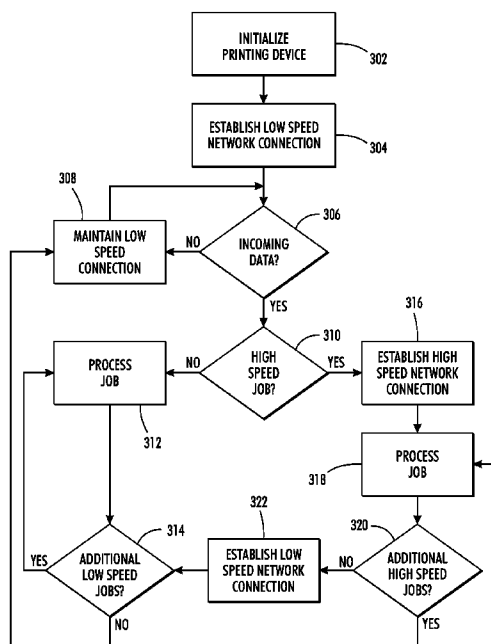 INITIALIZE
PRINTING DEVICE
302
ESTABLISH LOW SPEED
NETWORK CONNECTION
304
308
MAINTAIN LOW
SPEED
CONNECTION
NO
INCOMING
DATA?
306
YES
316
PROCESS
JOB
312
NO
HIGH
SPEED
JOB?
310
YES
ESTABLISH HIGH
SPEED NETWORK
CONNECTION
PROCESS
JOB
318
314
322
320
YES
ADDITIONAL
LOW SPEED
JOBS?
ESTABLISH LOW
SPEED NETWORK
CONNECTION
NO
ADDITIONAL
HIGH SPEED
JOBS?
NO
YES